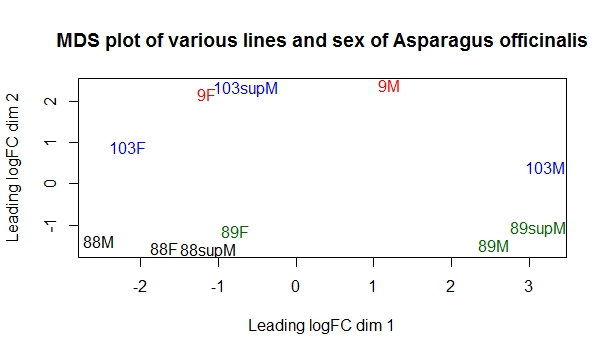 MDS plot of various lines and sex of Asparagus officinalis
Leading logFC dim 2
2
1
0
-1
9F
103supM
9M
103F
103M
89F
89supM
88M
88F
88supM
89M
-2
-1
0
1
2
3
Leading logFC dim 1